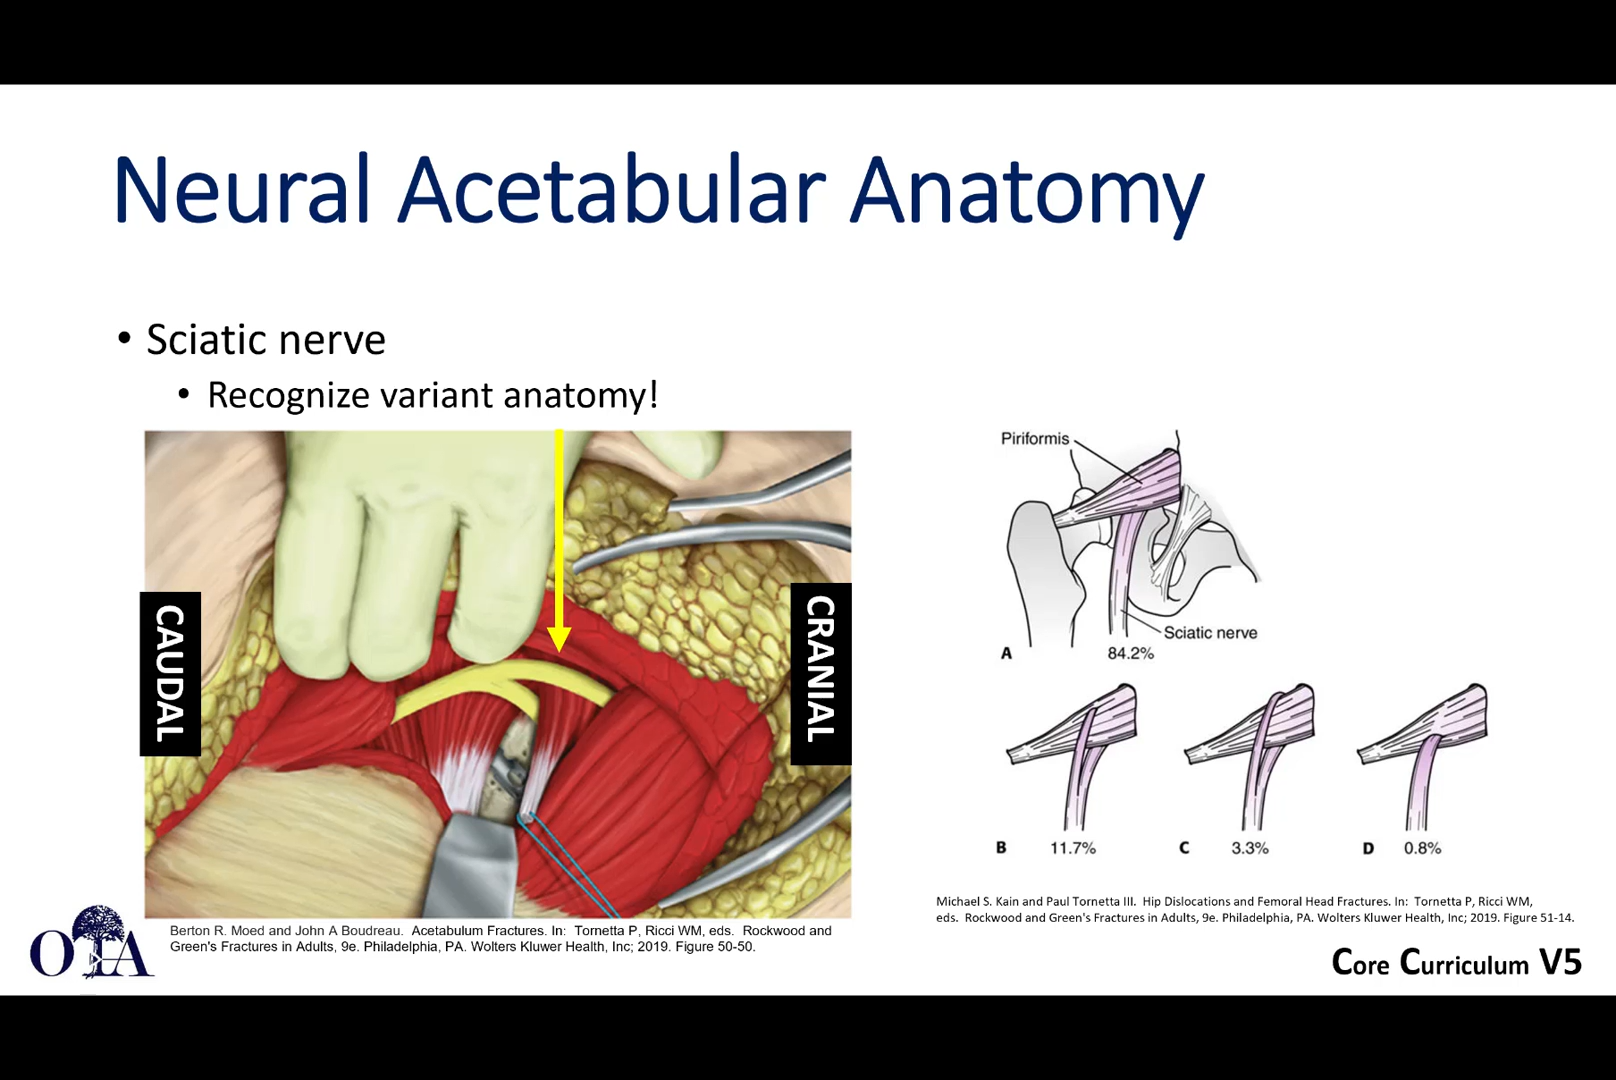 Neural Acetabular Anatomy
• Sciatic nerve
• Recognize variant anatomy!
CAUDAL
CRANIAL
Piriformis
Sciatic nerve
A 84.2%
B 11.7% C 3.3% D 0.8%
Berton R. Moed and John A Boudreau. Acetabulum Fractures. In: Tornetta P, Ricci WM, eds. Rockwood and
Green's Fractures in Adults, 9e. Philadelphia, PA. Wolters Kluwer Health, Inc; 2019. Figure 50-50.
Michael S. Kain and Paul Tornetta III. Hip Dislocations and Femoral Head Fractures. In: Tornetta P, Ricci WM,
eds. Rockwood and Green's Fractures in Adults, 9e. Philadelphia, PA. Wolters Kluwer Health, Inc; 2019. Figure 51-14.
OTA
Core Curriculum V5